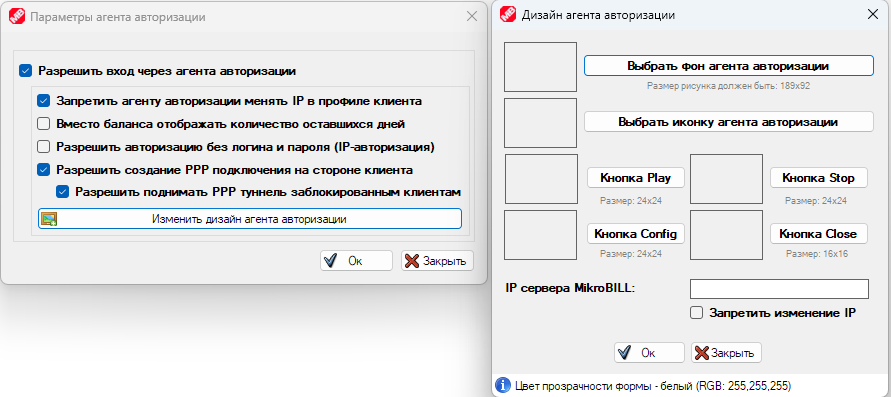 MB Параметры агента авторизации
Разрешить вход через агента авторизации
Запретить агенту авторизации менять IP в профиле клиента
Вместо баланса отображать количество оставшихся дней
Разрешить авторизацию без логина и пароля (IP-авторизация)
Разрешить создание PPP подключения на стороне клиента
Разрешить поднимать PPP туннель заблокированным клиентам
Изменить дизайн агента авторизации
Ок Закрыть
MB Дизайн агента авторизации
Выбрать фон агента авторизации
Размер рисунка должен быть: 189x92
Выбрать иконку агента авторизации
Кнопка Play Кнопка Stop
Размер: 24x24 Размер: 24x24
Кнопка Config Кнопка Close
Размер: 24x24 Размер: 16x16
IP сервера MikroBILL:
Запретить изменение IP
Ок Закрыть
Цвет прозрачности формы - белый (RGB: 255,255,255)